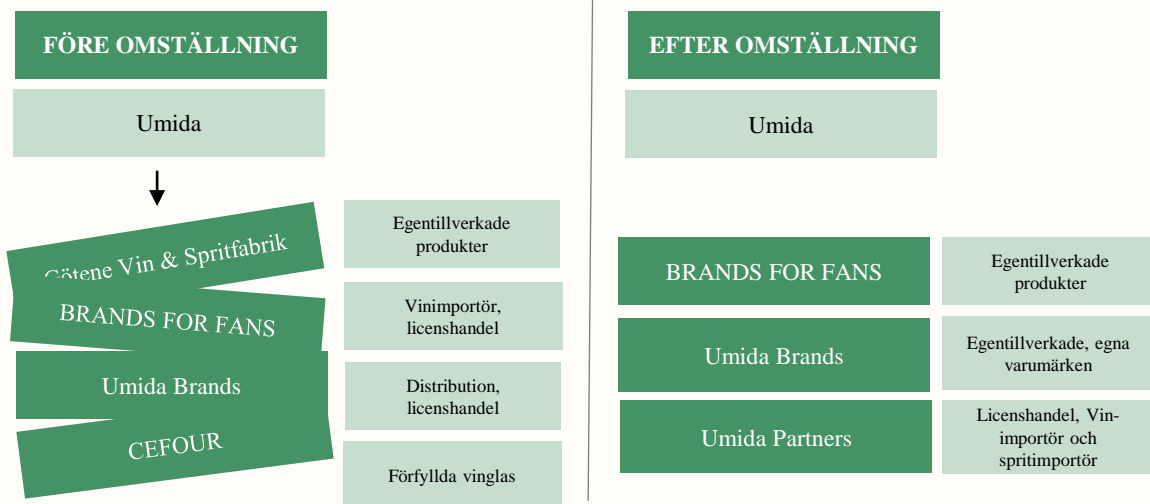 FÖRE OMSTÄLLNING
Umida
Götene Vin & Spritfabrik
Egentillverkade
produkter
BRANDS FOR FANS
Vinimportör,
licenshandel
Umida Brands
Distribution,
licenshandel
CEFOUR
Förfyllda vinglas
EFTER OMSTÄLLNING
Umida
BRANDS FOR FANS
Egentillverkade
produkter
Umida Brands
Egentillverkade, egna
varumärken
Umida Partners
Licenshandel, Vin-
importör och
spritimportör